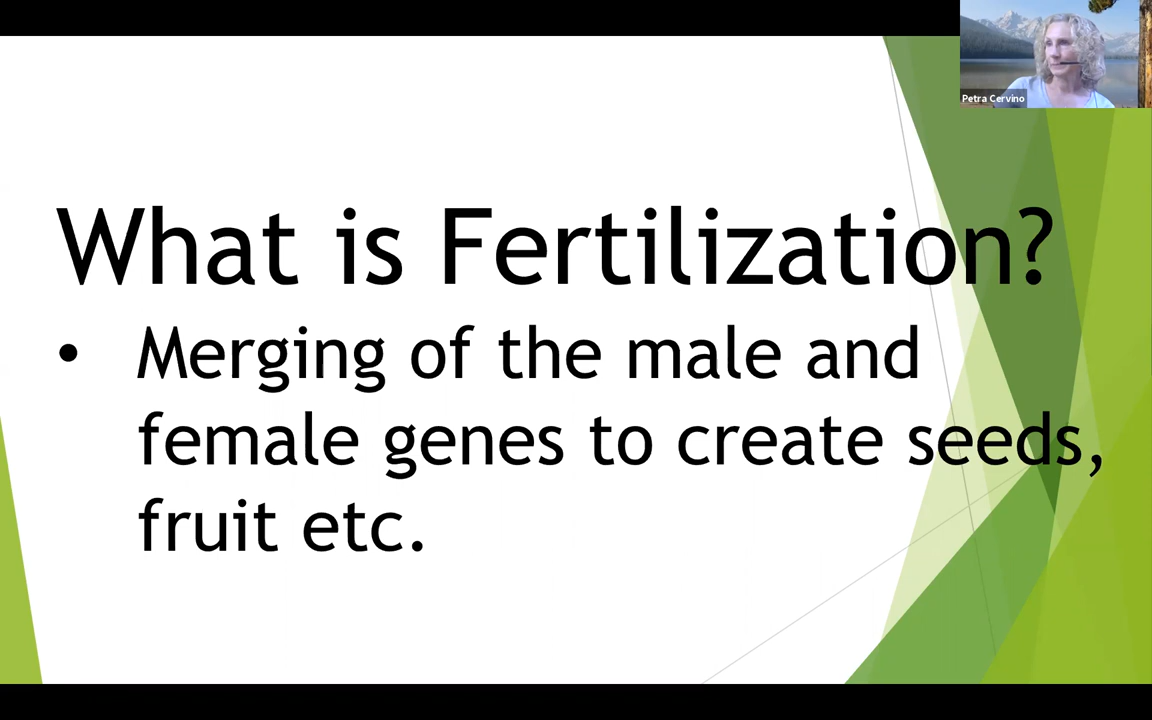 Petra Cervino
What is Fertilization?
• Merging of the male and
female genes to create seeds,
fruit etc.